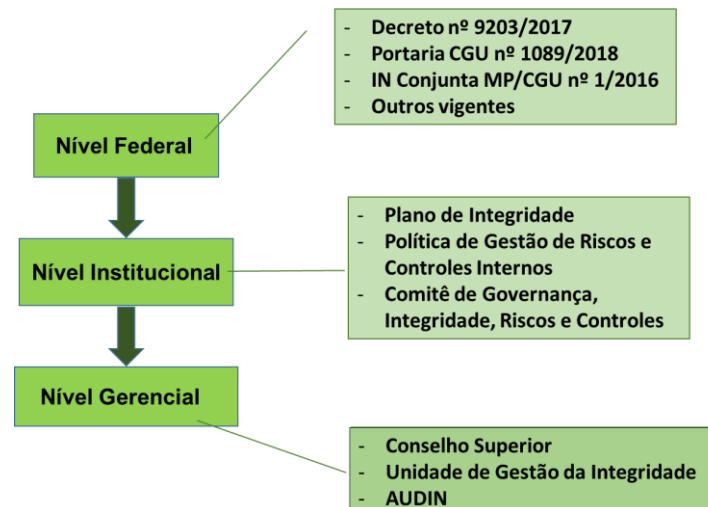 - Decreto nº 9203/2017
- Portaria CGU nº 1089/2018
- IN Conjunta MP/CGU nº 1/2016
- Outros vigentes
Nível Federal
- Plano de Integridade
- Política de Gestão de Riscos e
Controles Internos
- Comitê de Governança,
Integridade, Riscos e Controles
Nível Institucional
Nível Gerencial
- Conselho Superior
- Unidade de Gestão da Integridade
- AUDIN